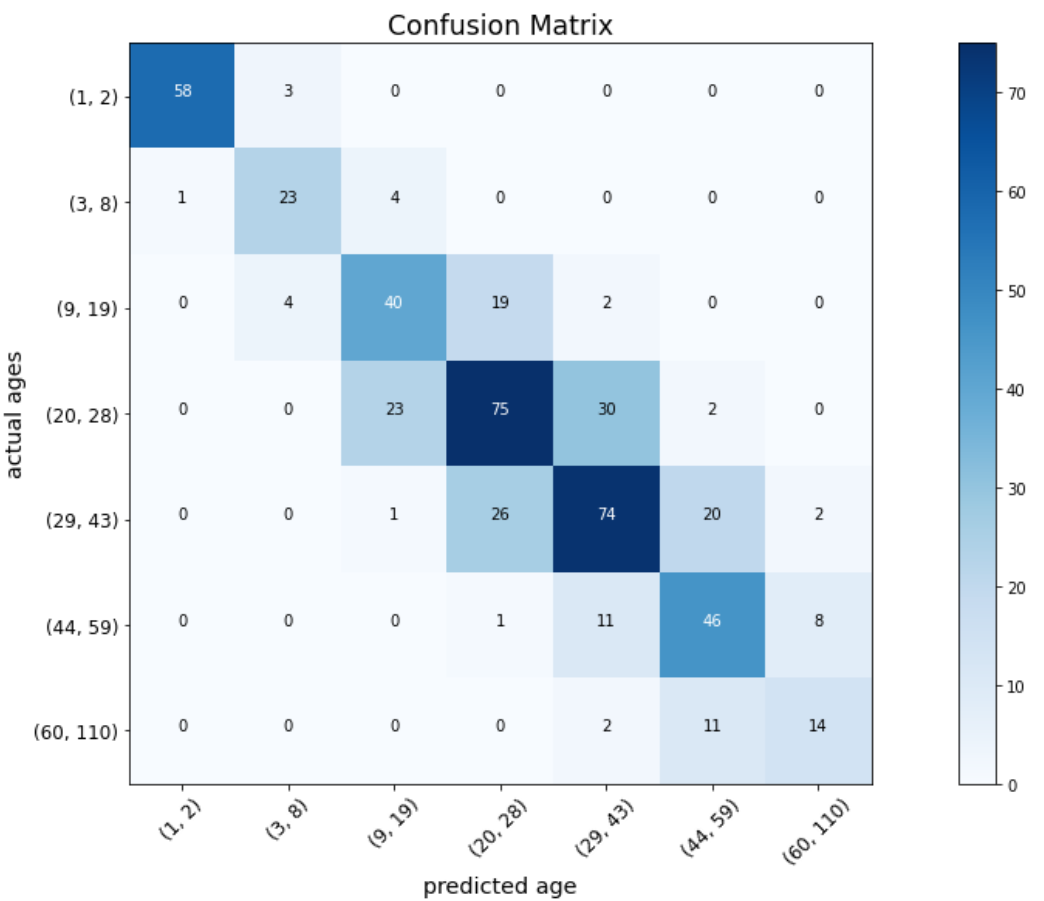 Confusion Matrix
(1, 2) 58 3 0 0 0 0 0
(3, 8) 1 23 4 0 0 0 0
(9, 19) 0 4 40 19 2 0 0
(20, 28) 0 0 23 75 30 2 0
(29, 43) 0 0 1 26 74 20 2
(44, 59) 0 0 0 1 11 46 8
(60, 110) 0 0 0 0 2 11 14
actual ages
(1, 2) (3, 8) (9, 19) (20, 28) (29, 43) (44, 59) (60, 110)
predicted age
70
60
50
40
30
20
10
0